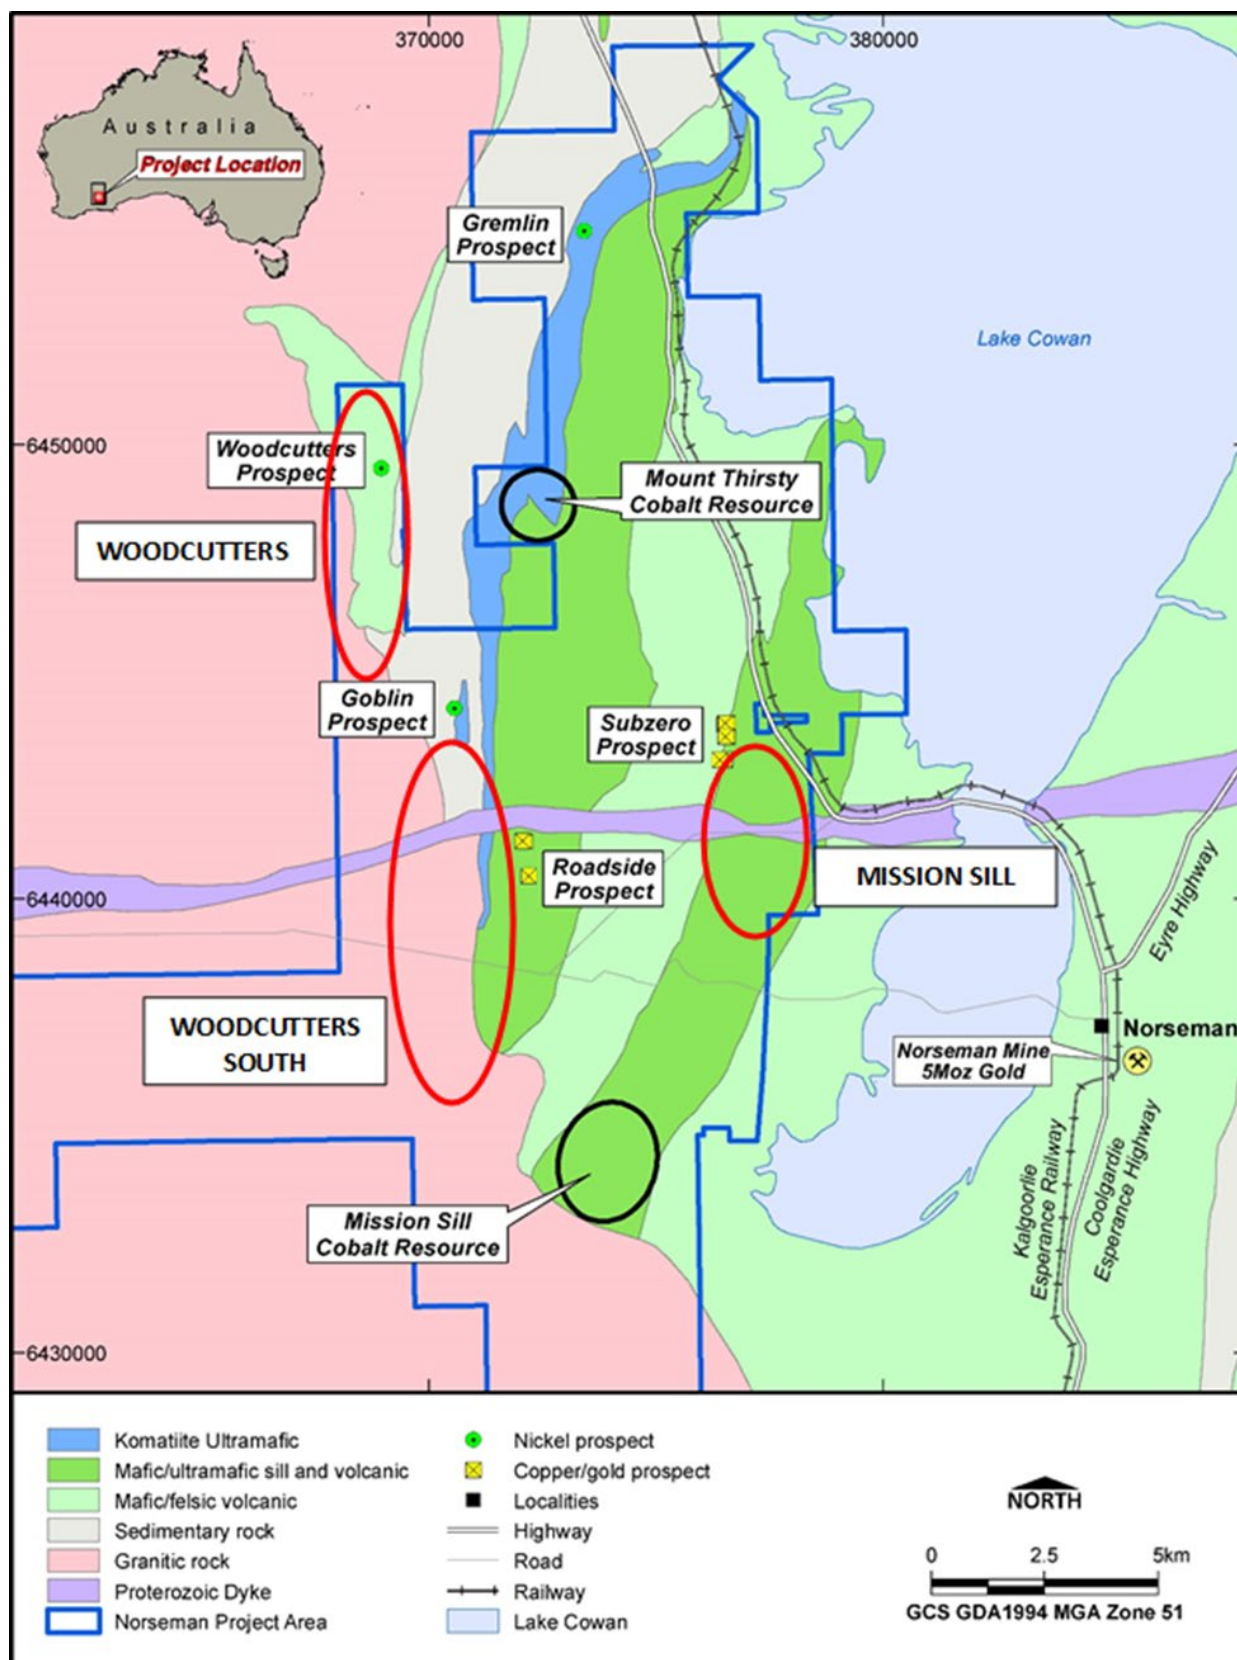 370000
380000
Australia
Project Location
Gremlin
Prospect
Lake Cowan
6450000
Woodcutters
Prospect
Mount Thirsty
Cobalt Resource
WOODCUTTERS
Goblin
Prospect
Subzero
Prospect
Roadside
Prospect
MISSION SILL
6440000
Eyre Highway
WOODCUTTERS
SOUTH
Norseman
Norseman Mine
5Moz Gold
Kalgoorlie
Esperance Railway
Coolgardie
Esperance Highway
Mission Sill
Cobalt Resource
6430000
Komatiite Ultramafic
Mafic/ultramafic sill and volcanic
Mafic/felsic volcanic
Sedimentary rock
Granitic rock
Proterozoic Dyke
Norseman Project Area
Nickel prospect
Copper/gold prospect
Localities
Highway
Road
Railway
Lake Cowan
NORTH
0 2.5 5km
GCS GDA1994 MGA Zone 51